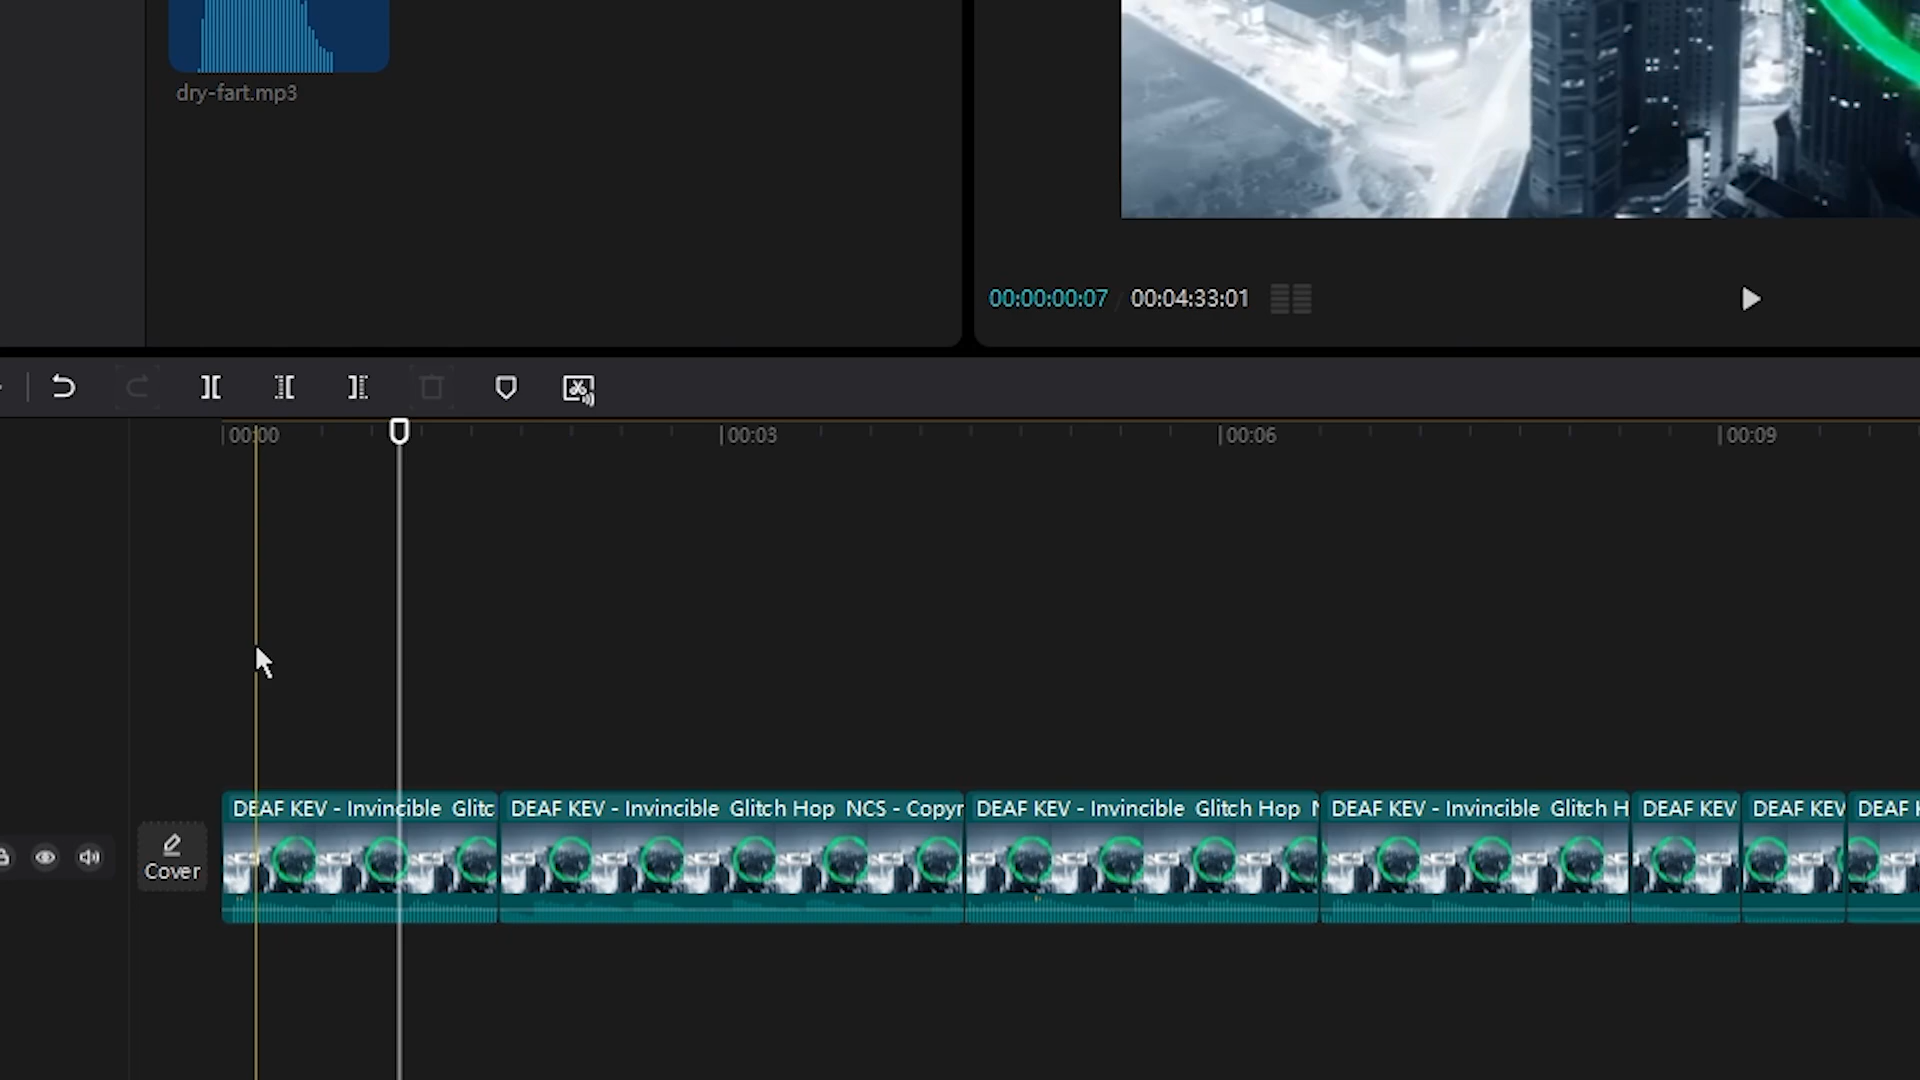 dry-fart.mp3
00:00:00:07 / 00:04:33:01
00:00 00:03 00:06 00:09
Cover
DEAF KEV - Invincible Glitc
DEAF KEV - Invincible Glitch Hop NCS - Copyr
DEAF KEV - Invincible Glitch Hop N
DEAF KEV - Invincible Glitch H
DEAF KEV
DEAF KEV
DEAF K